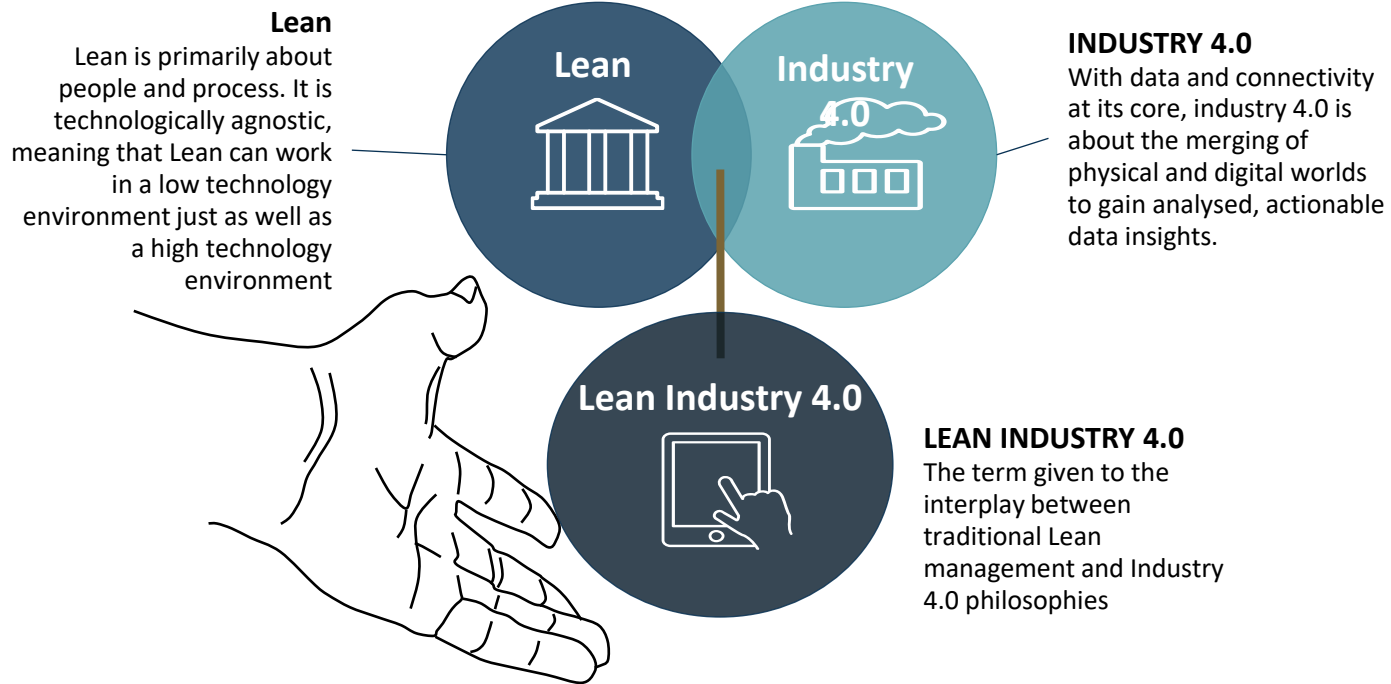 Lean
Lean is primarily about
people and process. It is
technologically agnostic,
meaning that Lean can work
in a low technology
environment just as well as
a high technology
environment
Lean
Industry
4.0
INDUSTRY 4.0
With data and connectivity
at its core, industry 4.0 is
about the merging of
physical and digital worlds
to gain analysed, actionable
data insights.
Lean Industry 4.0
LEAN INDUSTRY 4.0
The term given to the
interplay between
traditional Lean
management and Industry
4.0 philosophies